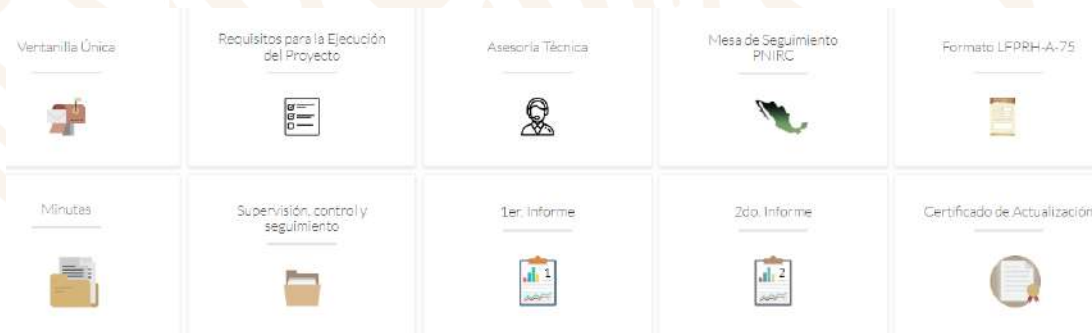 Ventanilla Única
Requisitos para la Ejecución
del Proyecto
Asesoría Técnica
Mesa de Seguimiento
PNIRC
Formato LFPRH-A-75
Minutas
Supervisión, control y
seguimiento
1er. Informe
1
2do. Informe
2
Certificado de Actualización